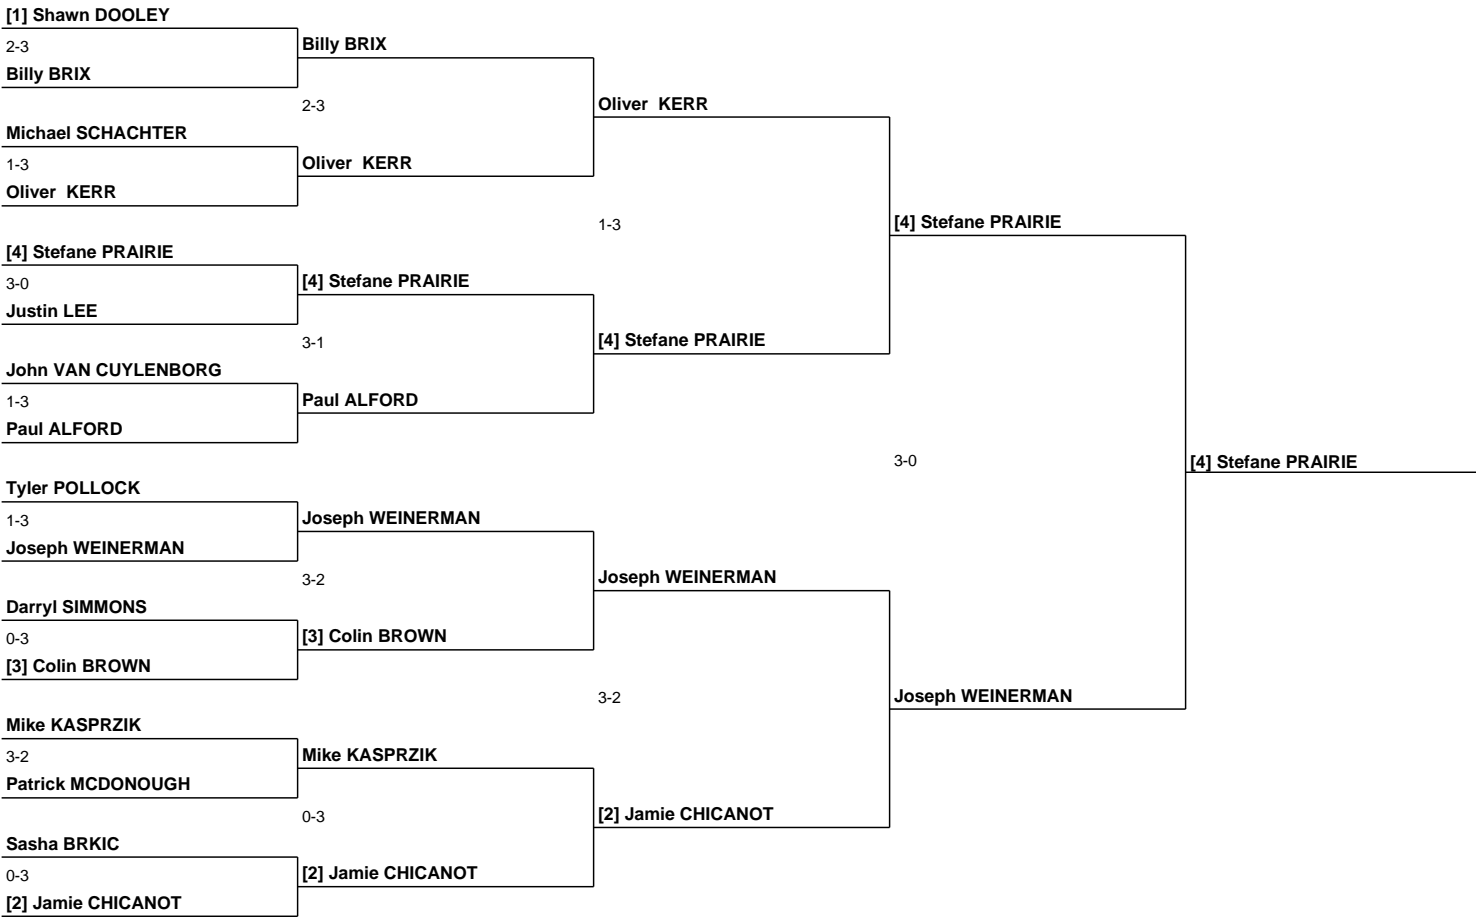 [1] Shawn DOOLEY
2-3
Billy BRIX
Michael SCHACHTER
1-3
Oliver  KERR
[4] Stefane PRAIRIE
3-0
Justin LEE
John VAN CUYLENBORG
1-3
Paul ALFORD
Tyler POLLOCK
1-3
Joseph WEINERMAN
Darryl SIMMONS
0-3
[3] Colin BROWN
Mike KASPRZIK
3-2
Patrick MCDONOUGH
Sasha BRKIC
0-3
[2] Jamie CHICANOT
Billy BRIX
2-3
Oliver  KERR
[4] Stefane PRAIRIE
3-1
Paul ALFORD
Joseph WEINERMAN
3-2
[3] Colin BROWN
Mike KASPRZIK
0-3
[2] Jamie CHICANOT
Oliver  KERR
1-3
[4] Stefane PRAIRIE
Joseph WEINERMAN
3-2
[2] Jamie CHICANOT
[4] Stefane PRAIRIE
3-0
Joseph WEINERMAN
[4] Stefane PRAIRIE